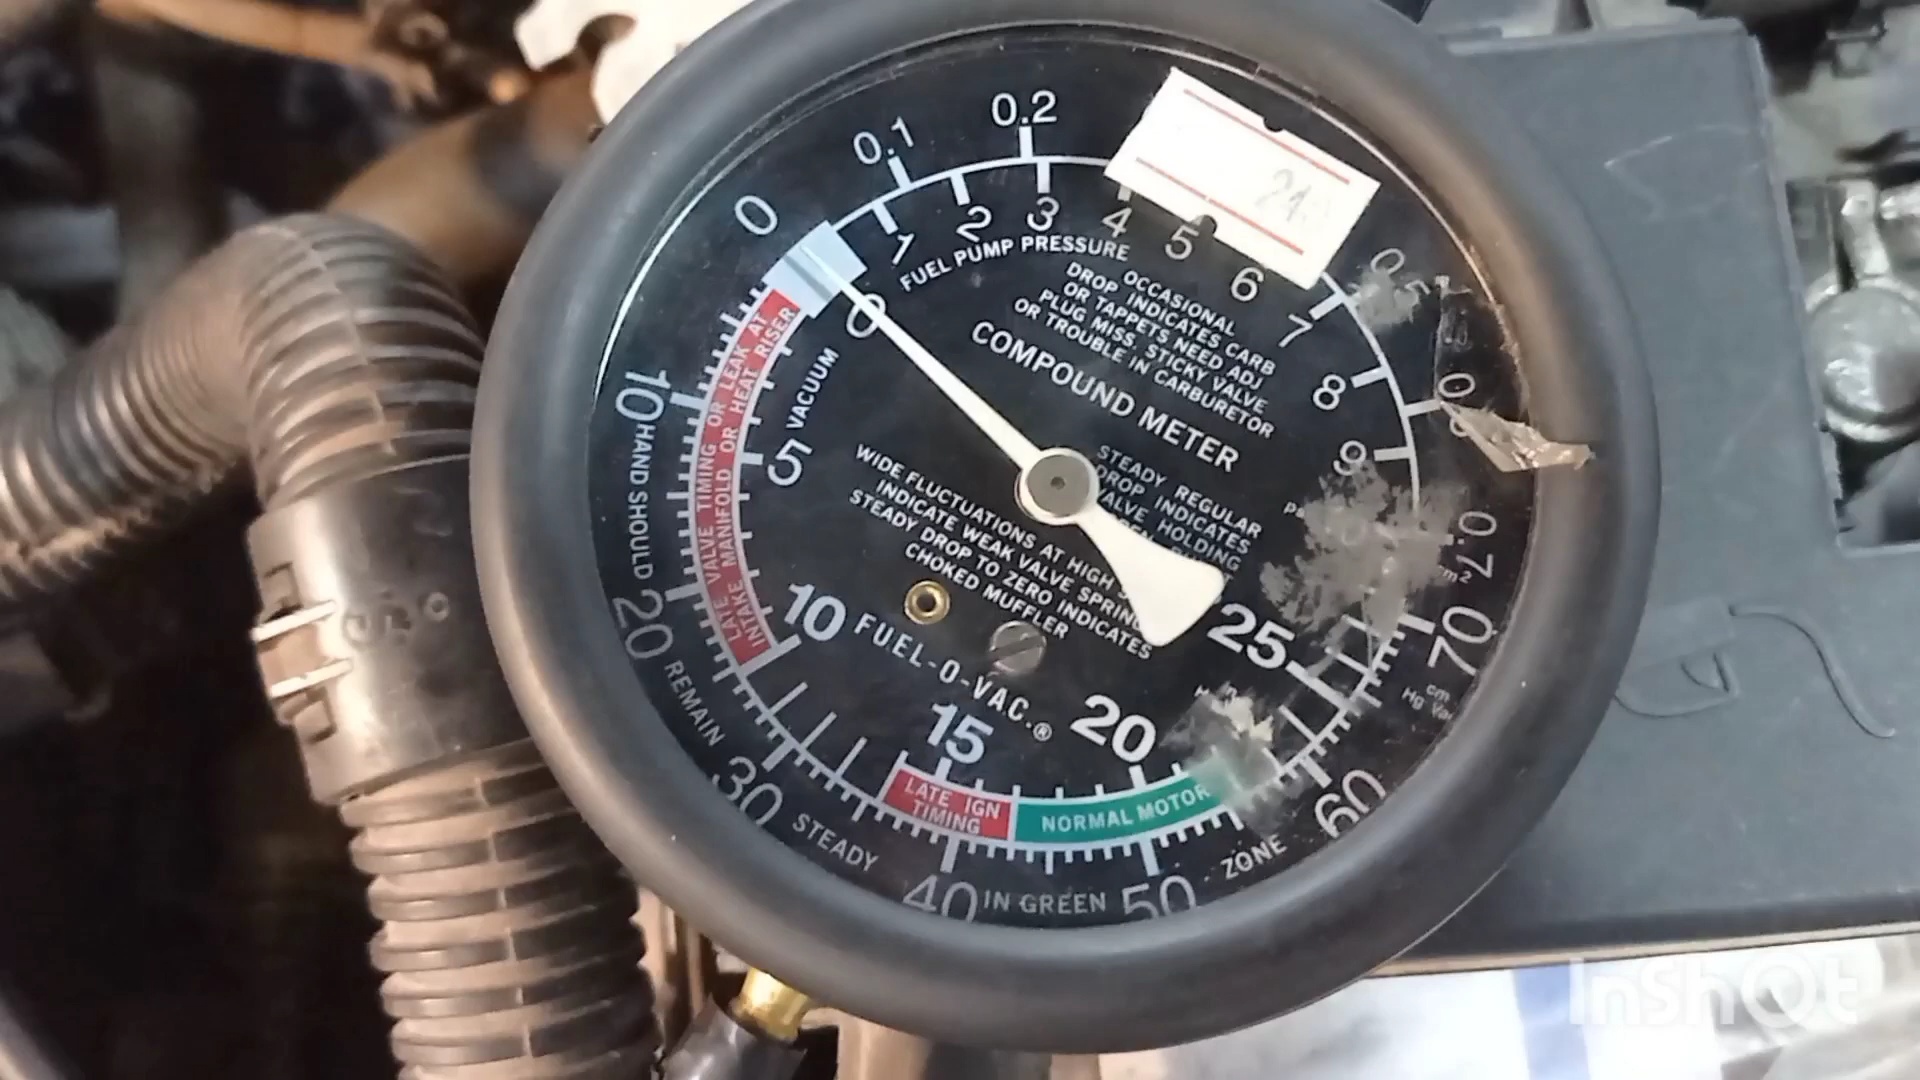 0
0.1
0.2
0
1
2
3
4
5
6
7
8
9
FUEL PUMP PRESSURE
240
OCCASIONAL
DROP INDICATES CARB
OR TAPPETS NEED ADJ
PLUG MISS, STICKY VALVE
OR TROUBLE IN CARBURETOR
COMPOUND METER
STEADY REGULAR
DROP INDICATES
VALVE HOLDING
WIDE FLUCTUATIONS AT HIGH
INDICATE WEAK VALVE SPRING
STEADY DROP TO ZERO INDICATES
CHOKED MUFFLER
VACUUM
5
10
15
20
25
FUEL-O-VAC.®
LATE VALVE TIMING OR LEAK AT
INTAKE MANIFOLD OR HEAT RISER
LATE IGN
TIMING
NORMAL MOTOR
10
20
30
40
50
60
70
0.7
cm
HAND SHOULD
REMAIN
STEADY
IN GREEN
ZONE
InShOt